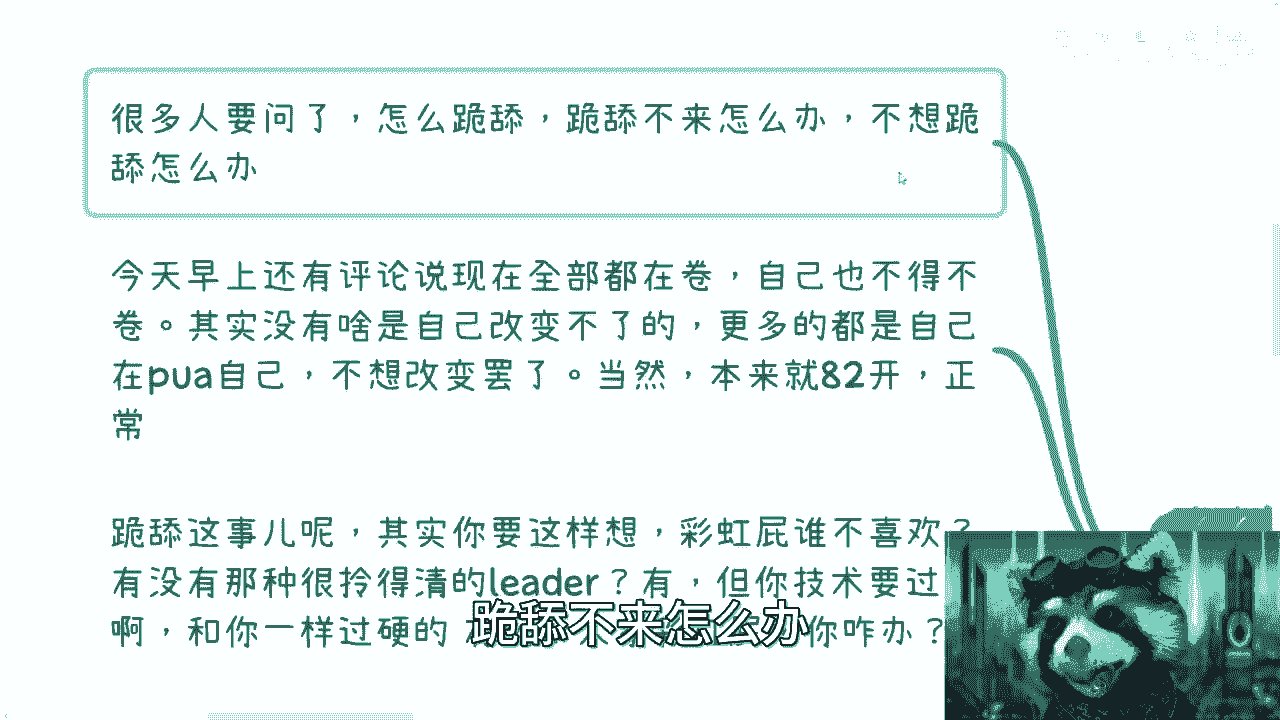 很多人要问了，怎么跪舔，跪舔不来怎么办，不想跪
舔怎么办
今天早上还有评论说现在全部都在卷，自己也不得不
卷。其实没有啥是自己改变不了的，更多的都是自己
在pua自己，不想改变罢了。当然，本来就82开，正
常
跪舔这事儿呢，其实你要这样想，彩虹屁谁不喜欢？
有没有那种很拎得清的leader？有，但你技术要过
啊，和你一样过硬的
你咋办？
跪舔不来怎么办